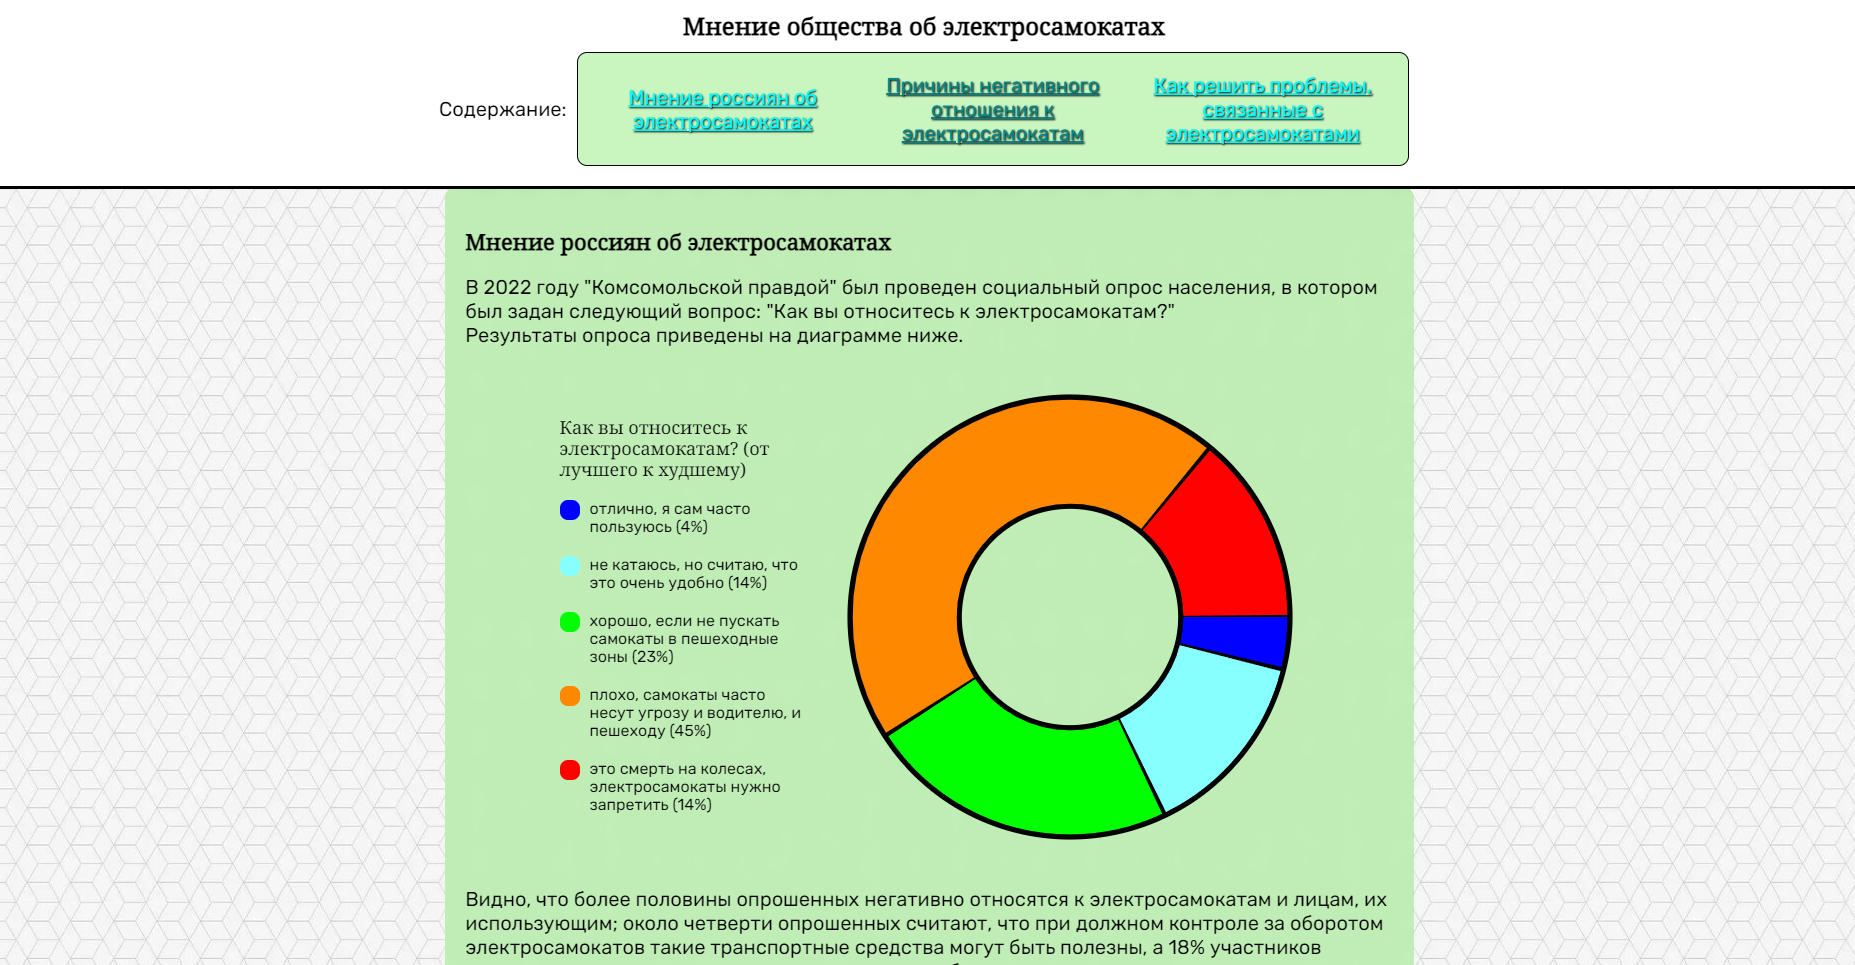 Мнение общества об электросамокатах
Содержание:
Мнение россиян об
электросамокатах
Причины негативного
отношения к
электросамокатам
Как решить проблемы,
связанные с
электросамокатами
Мнение россиян об электросамокатах
В 2022 году "Комсомольской правдой" был проведен социальный опрос населения, в котором
был задан следующий вопрос: "Как вы относитесь к электросамокатам?"
Результаты опроса приведены на диаграмме ниже.
Как вы относитесь к
электросамокатам? (от
лучшего к худшему)
отлично, я сам часто
пользуюсь (4%)
не катаюсь, но считаю, что
это очень удобно (14%)
хорошо, если не пускать
самокаты в пешеходные
зоны (23%)
плохо, самокаты часто
несут угрозу и водителю, и
пешеходу (45%)
это смерть на колесах,
электросамокаты нужно
запретить (14%)
Видно, что более половины опрошенных негативно относятся к электросамокатам и лицам, их
использующим; около четверти опрошенных считают, что при должном контроле за оборотом
электросамокатов такие транспортные средства могут быть полезны, а 18% участников